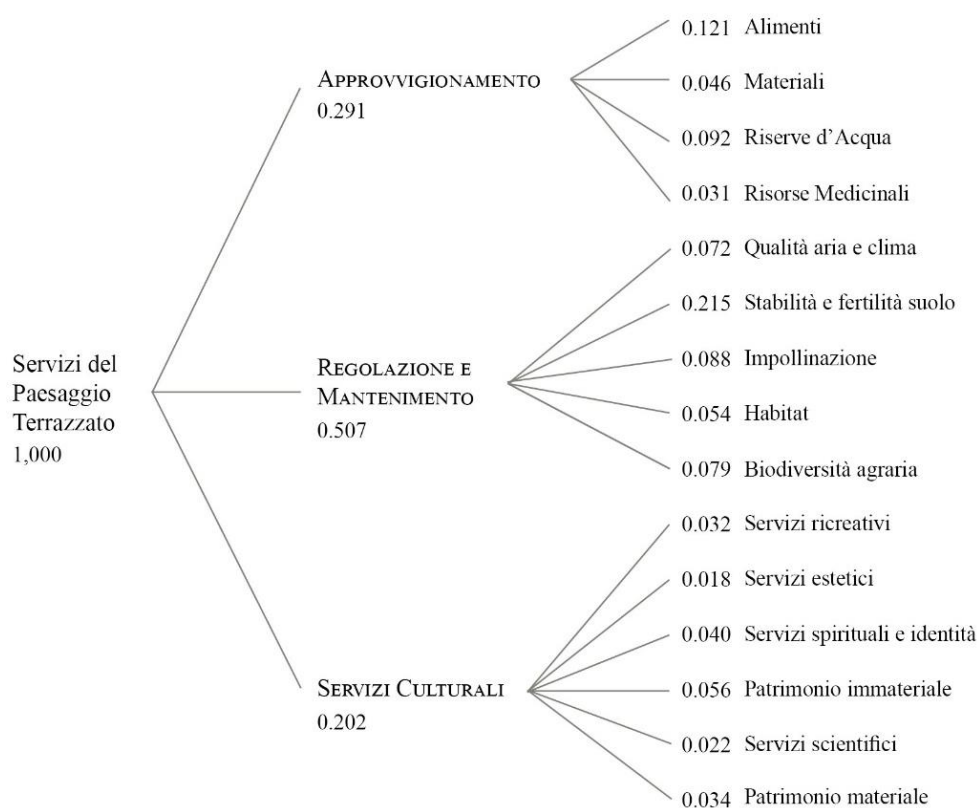 Servizi del
Paesaggio
Terrazzato
1,000
Approvvigionamento
0.291
0.121 Alimenti
0.046 Materiali
0.092 Riserve d’Acqua
0.031 Risorse Medicinali
Regolazione e
Mantenimento
0.507
0.072 Qualità aria e clima
0.215 Stabilità e fertilità suolo
0.088 Impollinazione
0.054 Habitat
0.079 Biodiversità agraria
Servizi Culturali
0.202
0.032 Servizi ricreativi
0.018 Servizi estetici
0.040 Servizi spirituali e identità
0.056 Patrimonio immateriale
0.022 Servizi scientifici
0.034 Patrimonio materiale